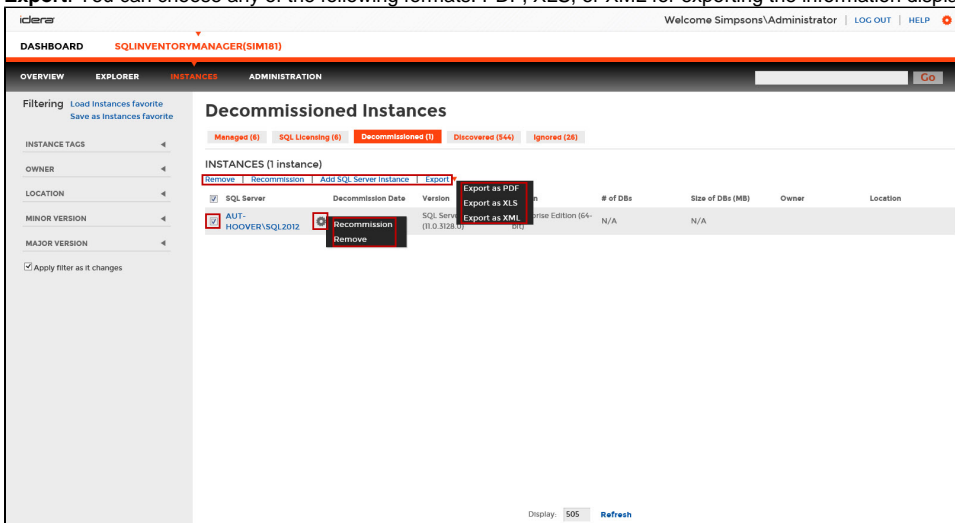 Export: You can choose any of the following formats: PDF, XLS, or XML for exporting the information
idera
Welcome Simpsons\Administrator | LOG OUT | HELP
DASHBOARD SQLINVENTORYMANAGER(SIM181)
OVERVIEW EXPLORER INSTANCES ADMINISTRATION Go
Filtering Load Instances favorite
Save as Instances favorite
INSTANCE TAGS
OWNER
LOCATION
MINOR VERSION
MAJOR VERSION
Apply filter as it changes
Decommissioned Instances
Managed (6) SQL Licensing (6) Decommissioned (1) Discovered (544) Ignored (26)
INSTANCES (1 instance)
Remove | Recommission | Add SQL Server Instance | Export
Export as PDF
Export as XLS
Export as XML
SQL Server Decommission Date Version # of DBs Size of DBs (MB) Owner Location
AUT-
HOOVER\SQL2012
Recommission
Remove
SQL
(11.0.3128.0)
Edition (64-
bit)
N/A N/A
Display: 505 Refresh